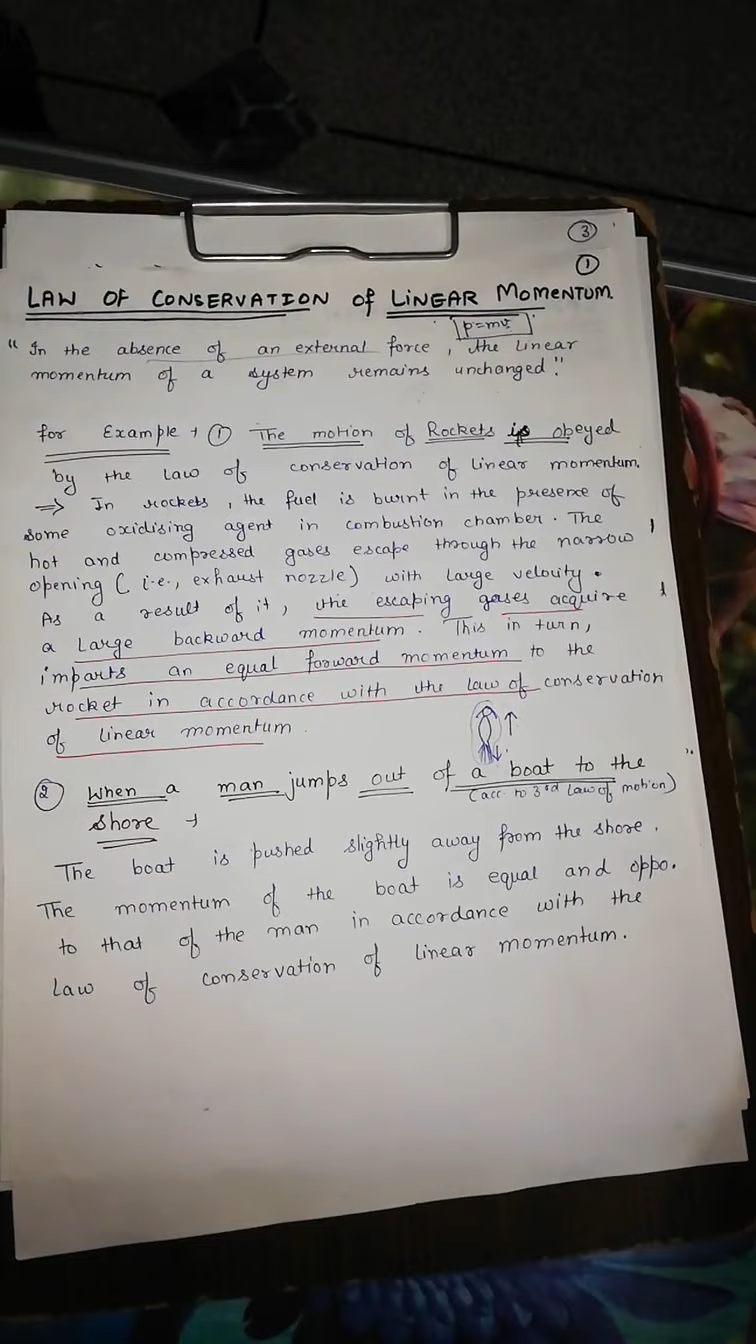 3
1
LAW OF CONSERVATION of LINEAR MOMENTUM.
p=mv
" In the absence of an external force, the linear
momentum of a system remains unchanged."
for Example → ① The motion of Rockets is obeyed
by the law of conservation of linear momentum.
⇒ In rockets, the fuel is burnt in the presence of
some oxidising agent in combustion chamber. The
hot and compressed gases escape through the narrow
opening (i.e., exhaust nozzle) with large velocity.
As a result of it, the escaping gases acquire
a large backward momentum. This in turn,
imparts an equal forward momentum to the
rocket in accordance with the law of conservation
of linear momentum.
② When a man jumps out of a boat to the
(acc. to 3rd law of motion)
shore →
The boat is pushed slightly away from the shore.
The momentum of the boat is equal and oppo.
to that of the man in accordance with the
law of conservation of linear momentum.